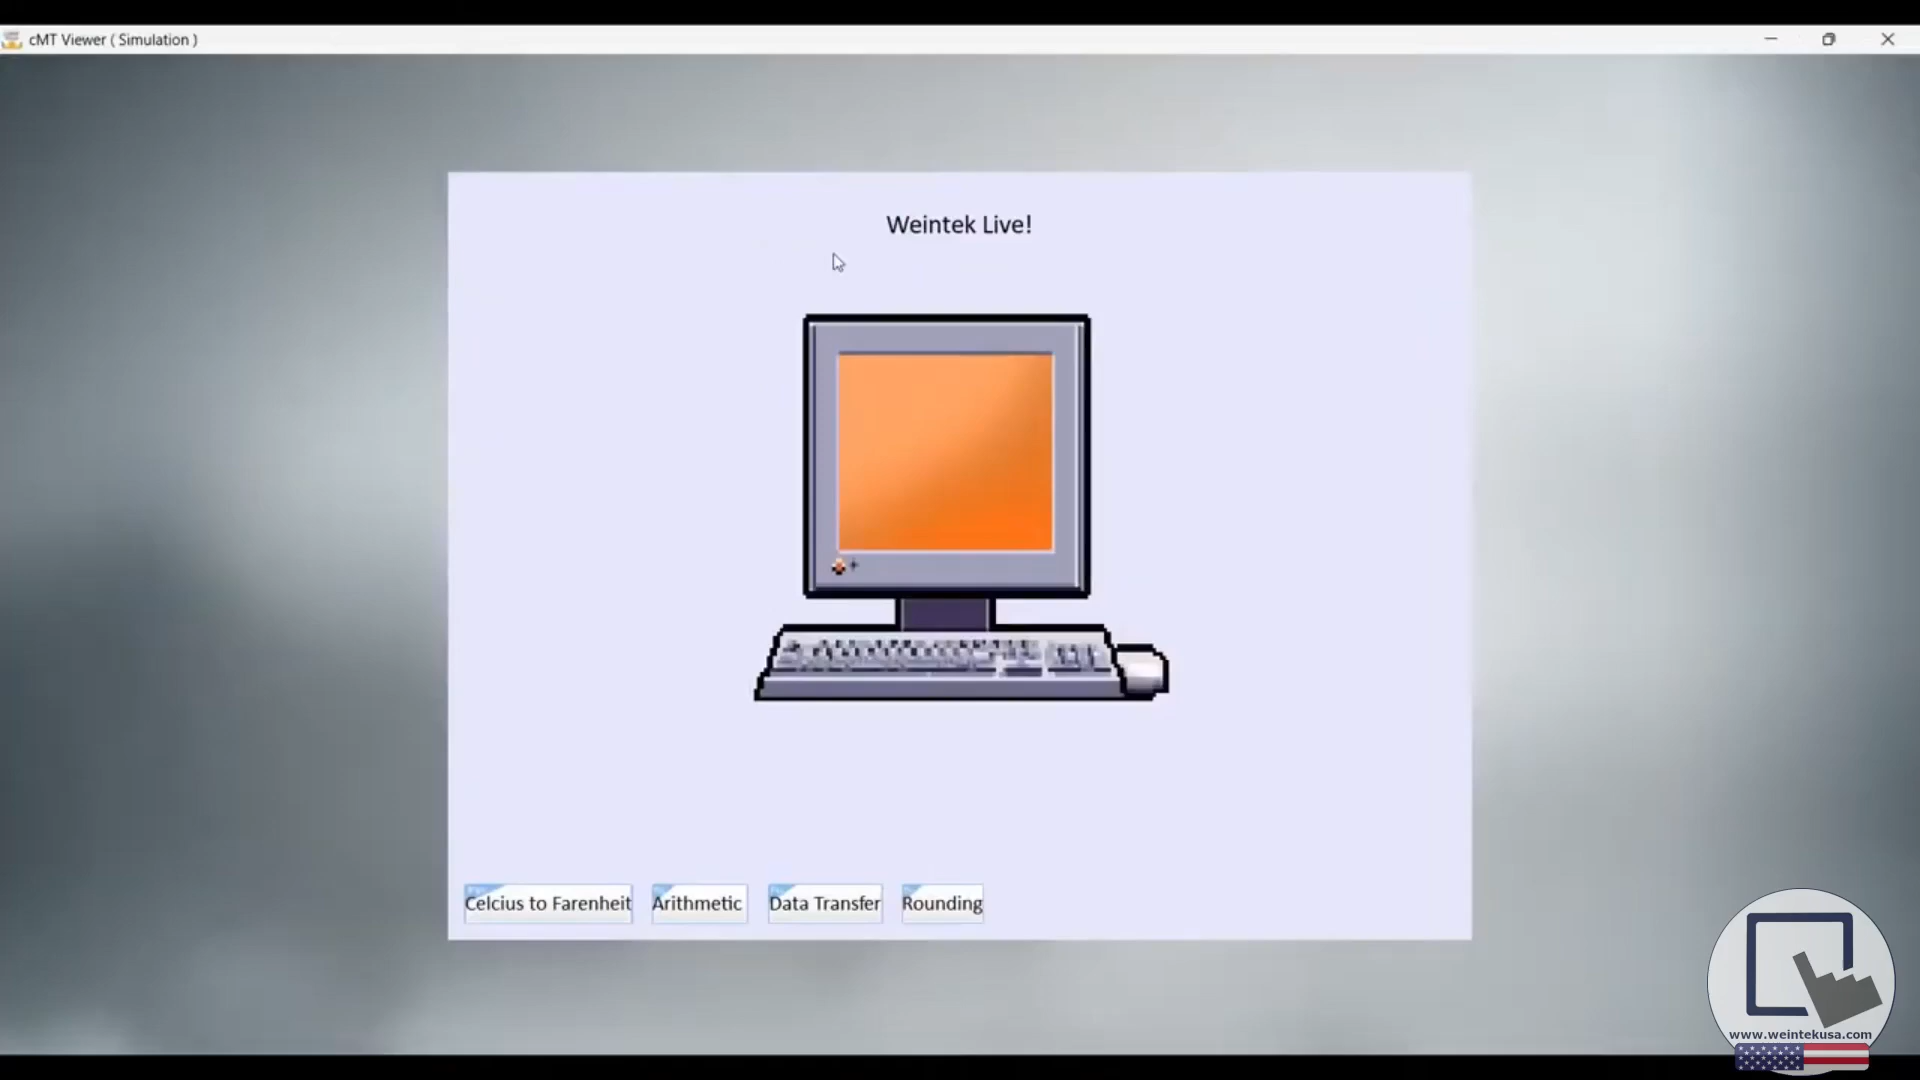 cMT Viewer ( Simulation )
Weintek Live!
Celcius to Farenheit
Arithmetic
Data Transfer
Rounding
www.weintekusa.com